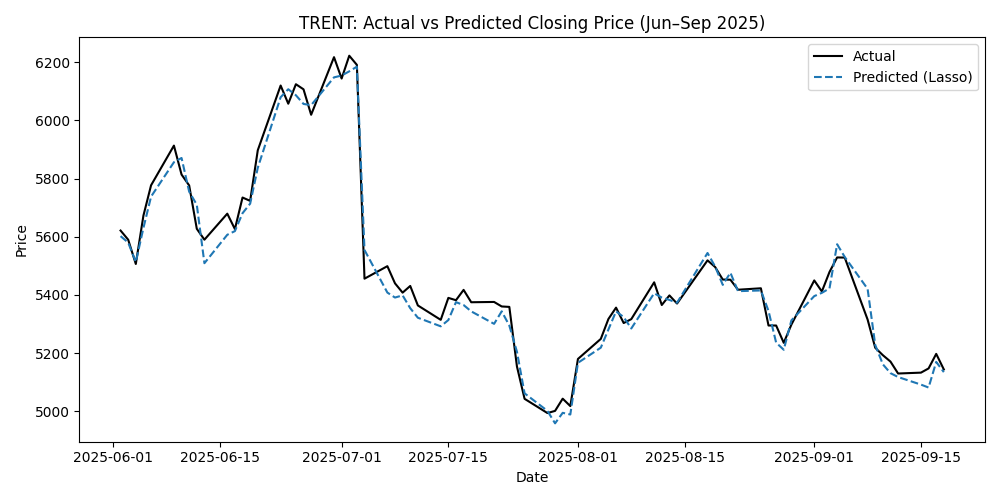 TRENT: Actual vs Predicted Closing Price (Jun–Sep 2025)
Actual
Predicted (Lasso)
Price
6200
6000
5800
5600
5400
5200
5000
2025-06-01 2025-06-15 2025-07-01 2025-07-15 2025-08-01 2025-08-15 2025-09-01 2025-09-15
Date